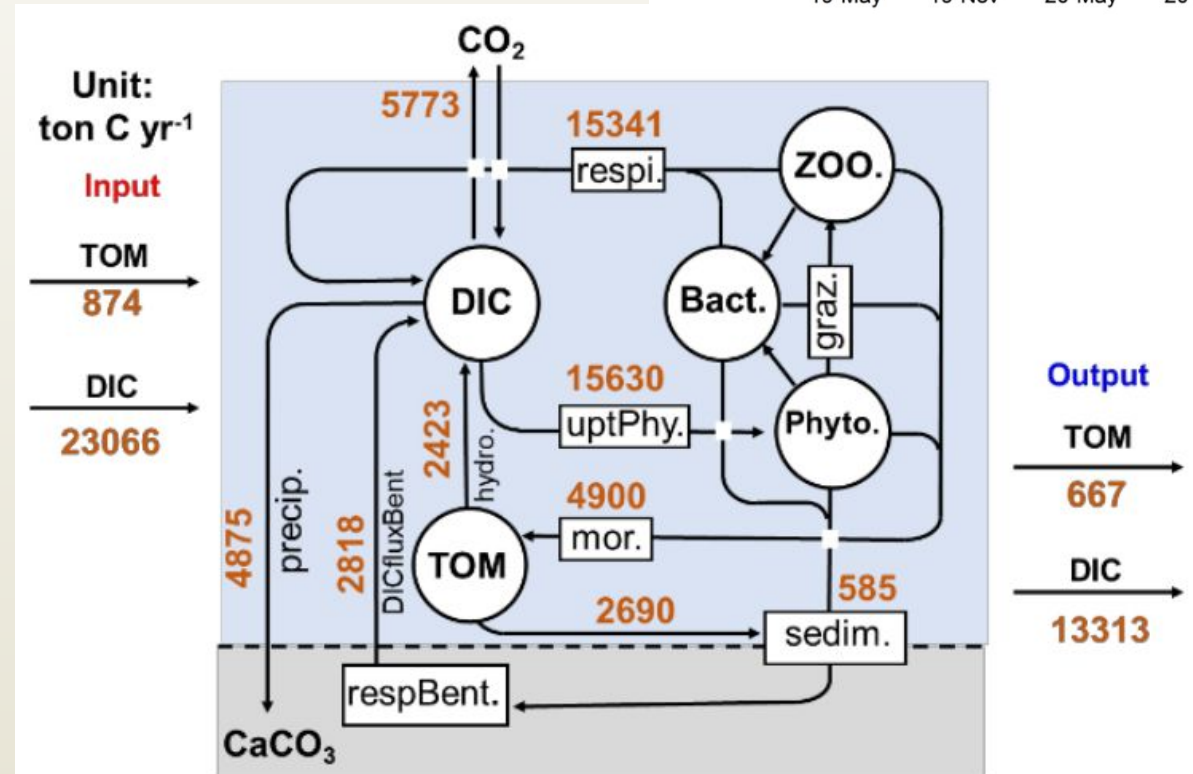 CO₂
Unit:
ton C yr⁻¹
Input
TOM
874
DIC
23066
5773
15341
respi.
ZOO.
DIC
Bact.
graz.
15630
uptPhy.
Phyto.
2423
hydro.
4900
mor.
TOM
4875
precip.
2818
DICfluxBent
2690
585
sedim.
respBent.
CaCO₃
Output
TOM
667
DIC
13313